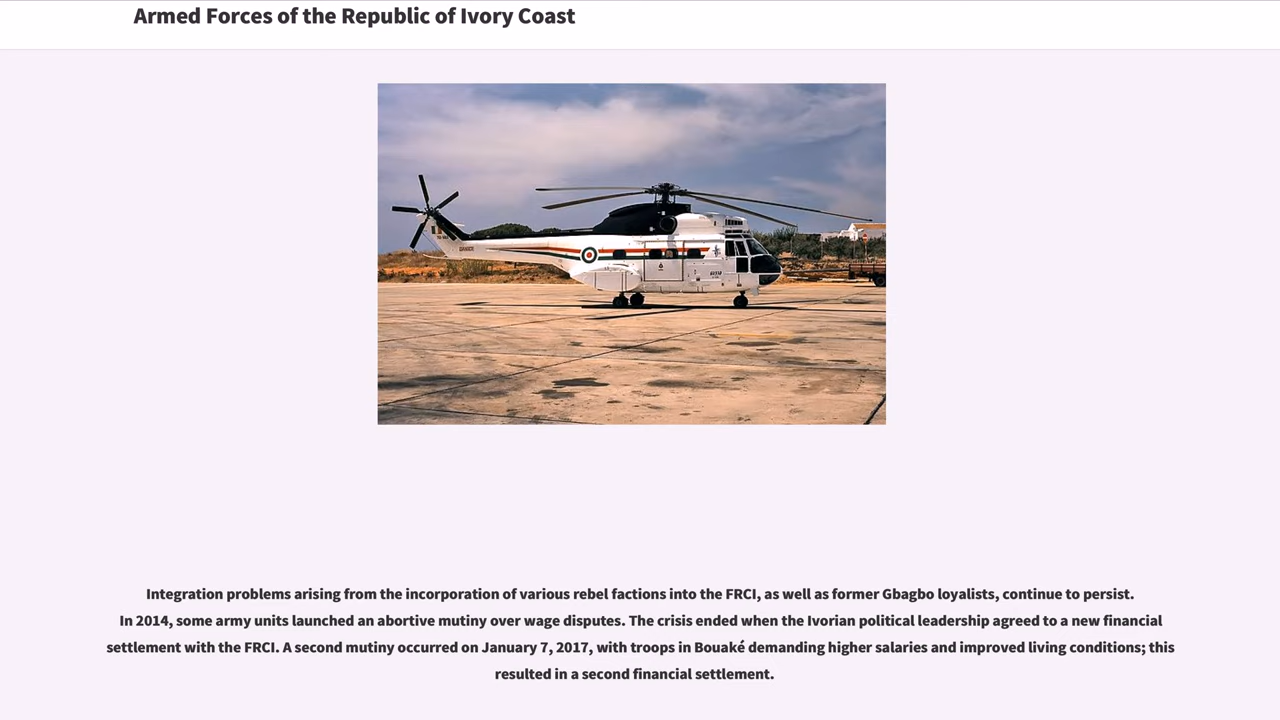 Armed Forces of the Republic of Ivory Coast
Integration problems arising from the incorporation of various rebel factions into the FRCI, as well as former Gbagbo loyalists, continue to persist.
In 2014, some army units launched an abortive mutiny over wage disputes. The crisis ended when the Ivorian political leadership agreed to a new financial
settlement with the FRCI. A second mutiny occurred on January 7, 2017, with troops in Bouaké demanding higher salaries and improved living conditions; this
resulted in a second financial settlement.